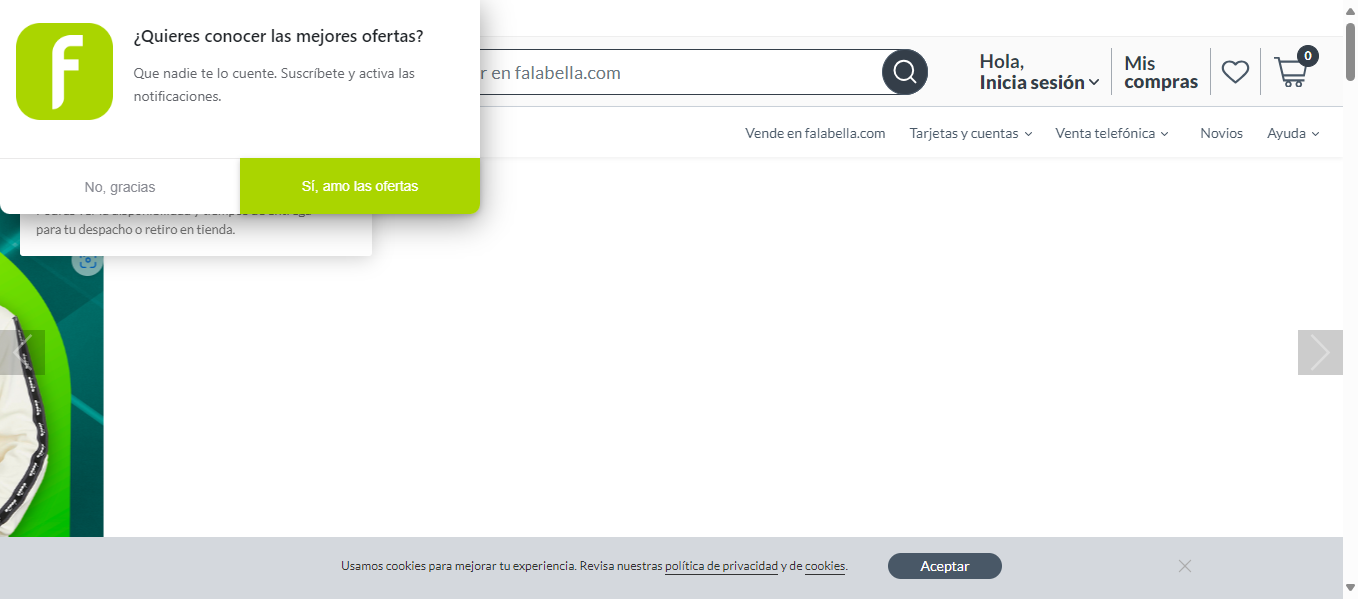 ¿Quieres conocer las mejores ofertas?
Que nadie te lo cuente. Suscríbete y activa las
notificaciones.
No, gracias
Sí, amo las ofertas
en falabella.com
Hola,
Inicia sesión
Mis
compras
0
Vende en falabella.com
Tarjetas y cuentas
Venta telefónica
Novios
Ayuda
para tu despacho o retiro en tienda.
Usamos cookies para mejorar tu experiencia. Revisa nuestras política de privacidad y de cookies.
Aceptar